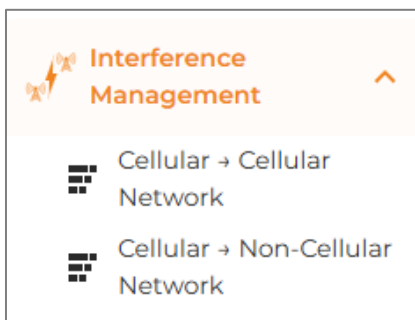 Interference
Management
Cellular → Cellular
Network
Cellular → Non-Cellular
Network